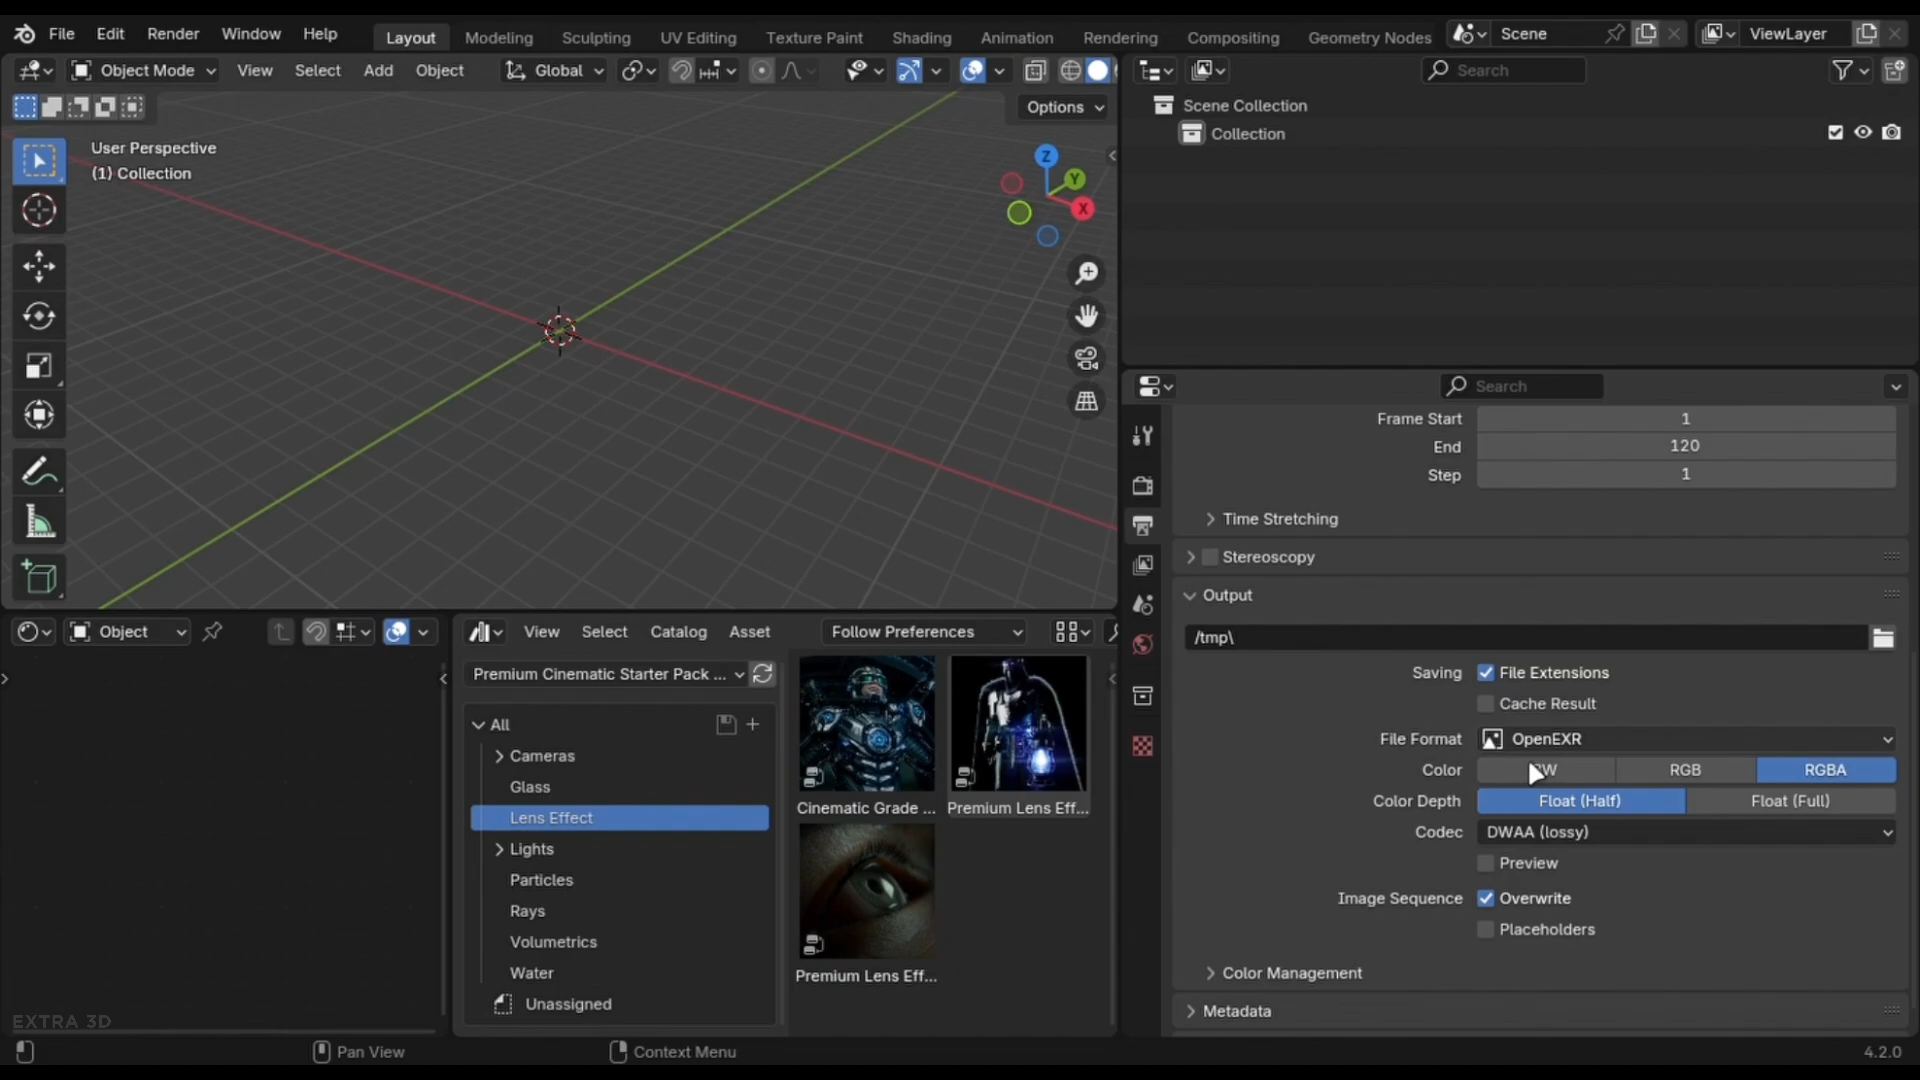 File Edit Render Window Help Layout Modeling Sculpting UV Editing Texture Paint Shading Animation Rendering Compositing Geometry Nodes Scene ViewLayer
Object Mode View Select Add Object Global Search
Options
User Perspective
(1) Collection
Z
Y
X
Scene Collection
Collection
Search
Frame Start 1
End 120
Step 1
Time Stretching
Stereoscopy
Output
/tmp\
Saving File Extensions
Cache Result
File Format OpenEXR
Color RGB RGBA
Color Depth Float (Half) Float (Full)
Codec DWAA (lossy)
Preview
Image Sequence Overwrite
Placeholders
Color Management
Metadata
Object
View Select Catalog Asset Follow Preferences
Premium Cinematic Starter Pack ...
All
Cameras
Glass
Lens Effect
Lights
Particles
Rays
Volumetrics
Water
Unassigned
Cinematic Grade ... Premium Lens Eff...
Premium Lens Eff...
EXTRA 3D
Pan View Context Menu 4.2.0